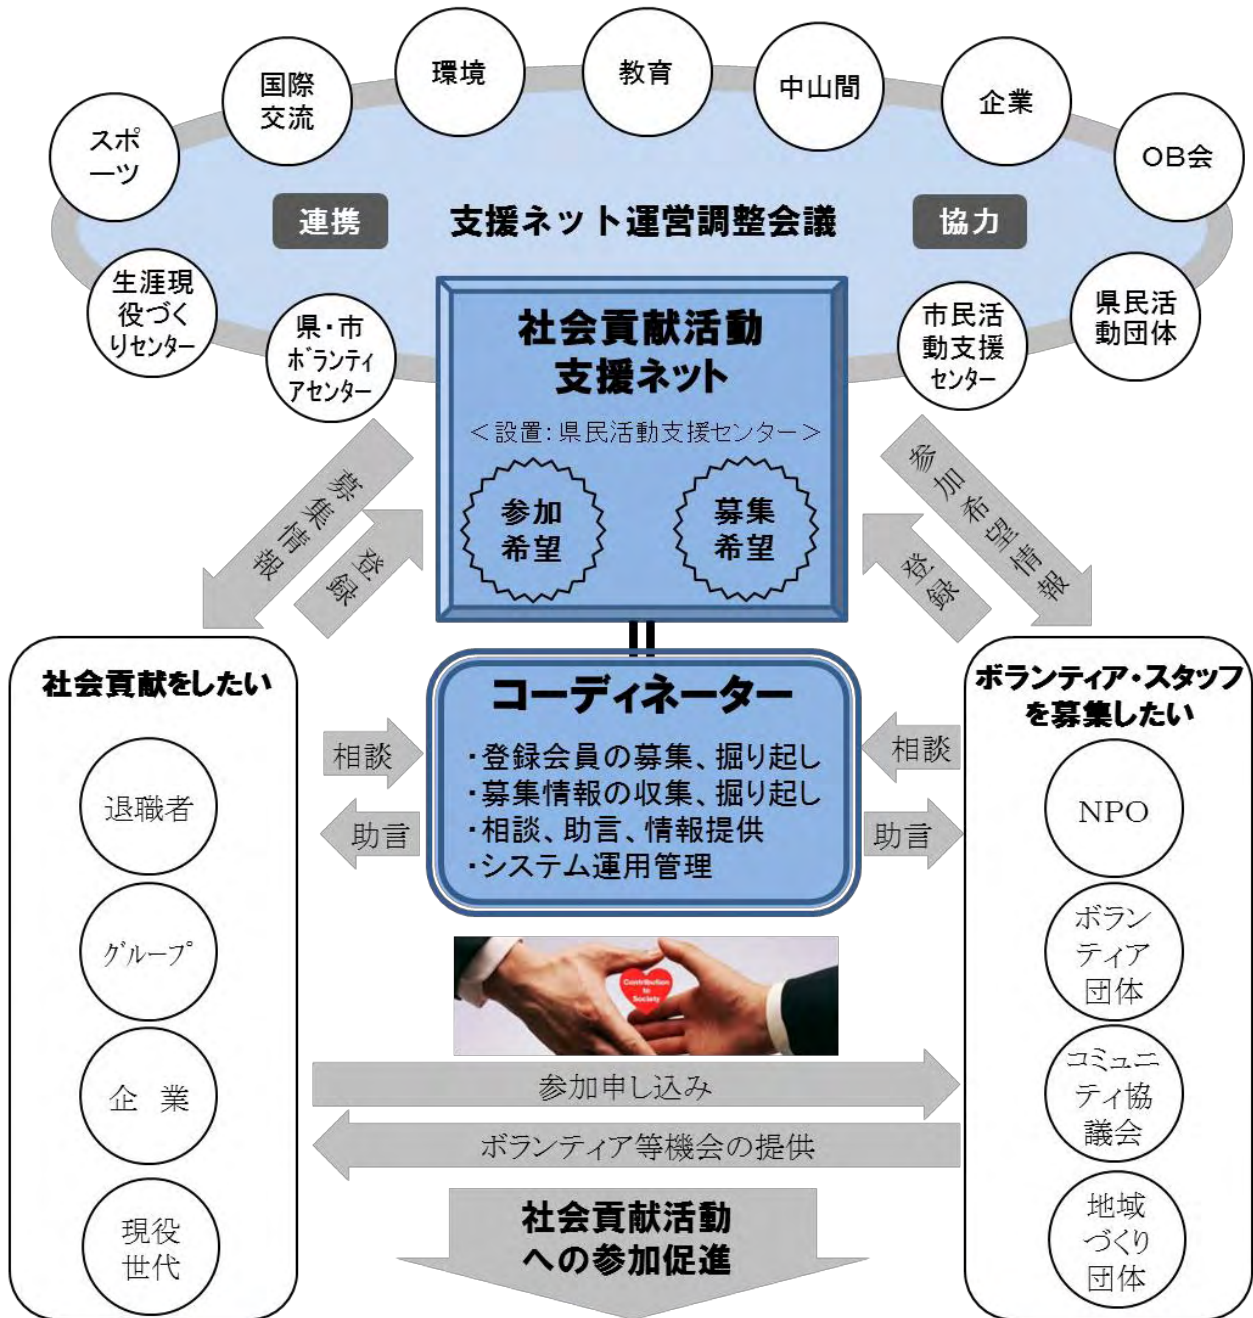 環境
教育
国際
交流
中山間
企業
スポ
ーツ
OB会
連携
支援ネット運営調整会議
協力
生涯現
役づく
りセンター
県・市
ボランティ
アセンター
市民活
動支援
センター
県民活
動団体
社会貢献活動
支援ネット
＜設置：県民活動支援センター＞
参加
希望
募集
希望
募集情報
登録
参加希望情報
登録
社会貢献をしたい
退職者
グループ
企　業
現役
世代
相談
助言
コーディネーター
・登録会員の募集、掘り起し
・募集情報の収集、掘り起し
・相談、助言、情報提供
・システム運用管理
相談
助言
ボランティア・スタッフ
を募集したい
NPO
ボラン
ティア
団体
コミュニ
ティ協
議会
地域
づくり
団体
Contribution
to
Society
参加申し込み
ボランティア等機会の提供
社会貢献活動
への参加促進